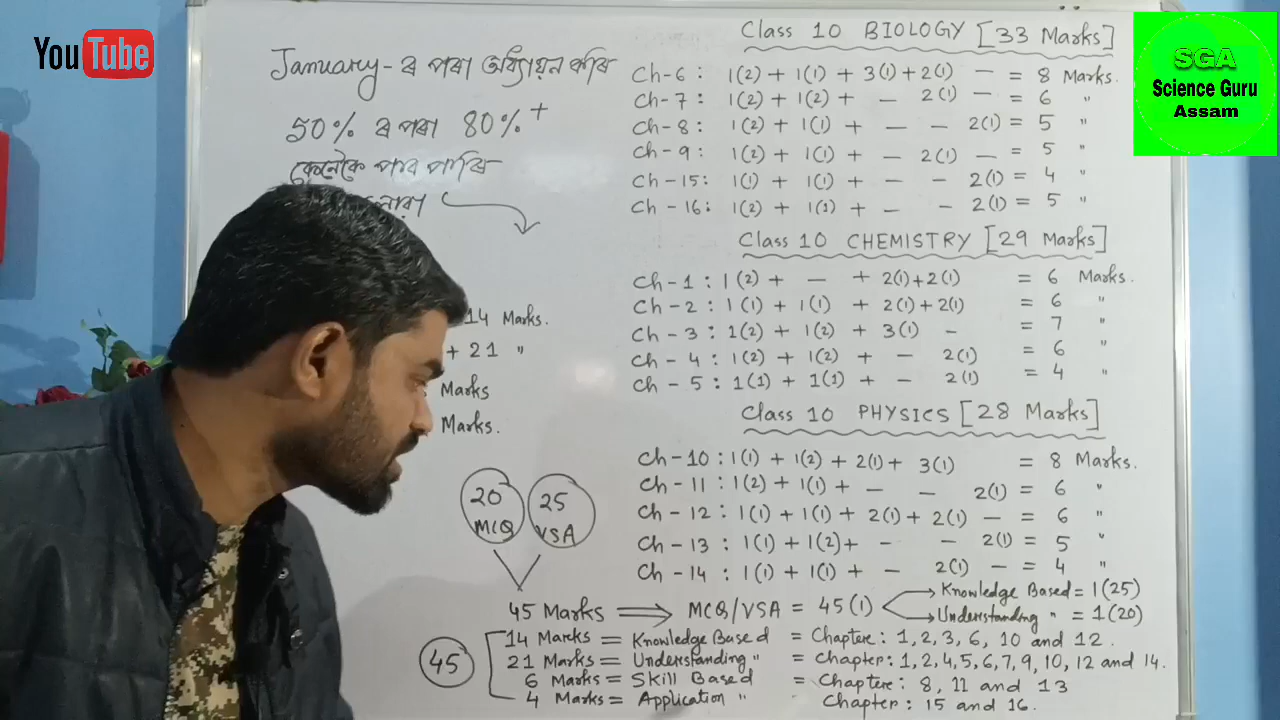 YouTube
SGA
Science Guru
Assam
January-ৰ পৰা অধ্যয়ন কৰি
50% ৰ পৰা 80%+
কেনেকৈ পাব পাৰি
14 Marks.
+ 21 "
Marks
Marks.
20 MCQ
25 VSA
Class 10 BIOLOGY [33 Marks]
Ch-6: 1(2) + 1(1) + 3(1) + 2(1) — = 8 Marks.
Ch-7: 1(2) + 1(2) + — 2(1) — = 6 "
Ch-8: 1(2) + 1(1) + — — 2(1) = 5 "
Ch-9: 1(2) + 1(1) + — 2(1) — = 5 "
Ch-15: 1(1) + 1(1) + — — 2(1) = 4 "
Ch-16: 1(2) + 1(1) + — — 2(1) = 5 "
Class 10 CHEMISTRY [29 Marks]
Ch-1: 1(2) + — + 2(1)+2(1) = 6 Marks.
Ch-2: 1(1) + 1(1) + 2(1)+2(1) = 6 "
Ch-3: 1(2) + 1(2) + 3(1) — = 7 "
Ch-4: 1(2) + 1(2) + — 2(1) = 6 "
Ch-5: 1(1) + 1(1) + — 2(1) = 4 "
Class 10 PHYSICS [28 Marks]
Ch-10: 1(1) + 1(2) + 2(1) + 3(1) = 8 Marks.
Ch-11: 1(2) + 1(1) + — — 2(1) = 6 "
Ch-12: 1(1) + 1(1) + 2(1) + 2(1) — = 6 "
Ch-13: 1(1) + 1(2) + — — 2(1) = 5 "
Ch-14: 1(1) + 1(1) + — 2(1) — = 4 "
45 Marks ⟹ MCQ/VSA = 45(1)
Knowledge Based = 1(25)
Understanding " = 1(20)
45
14 Marks = Knowledge Based = Chapter: 1, 2, 3, 6, 10 and 12.
21 Marks = Understanding " = Chapter: 1, 2, 4, 5, 6, 7, 9, 10, 12 and 14.
6 Marks = Skill Based = Chapter: 8, 11 and 13
4 Marks = Application " Chapter: 15 and 16.